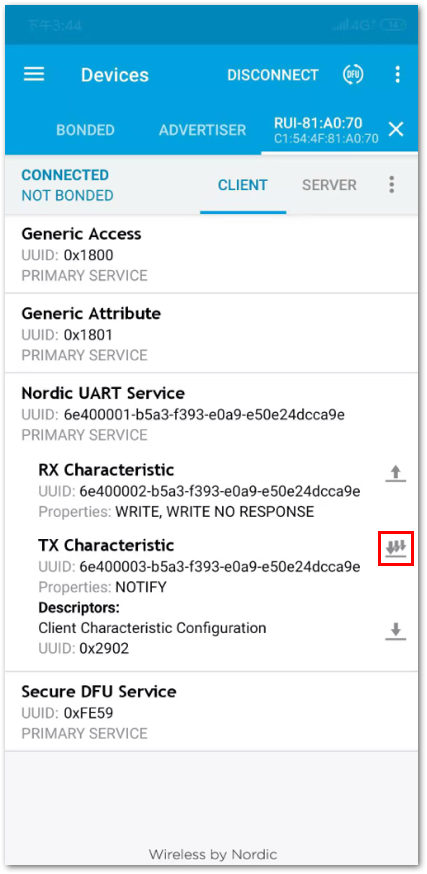 下午3:44
4G
Devices
DISCONNECT
DFU
BONDED
ADVERTISER
RUI-81:A0:70
C1:54:4F:81:A0:70
CONNECTED
NOT BONDED
CLIENT
SERVER
Generic Access
UUID: 0x1800
PRIMARY SERVICE
Generic Attribute
UUID: 0x1801
PRIMARY SERVICE
Nordic UART Service
UUID: 6e400001-b5a3-f393-e0a9-e50e24dcca9e
PRIMARY SERVICE
RX Characteristic
UUID: 6e400002-b5a3-f393-e0a9-e50e24dcca9e
Properties: WRITE, WRITE NO RESPONSE
TX Characteristic
UUID: 6e400003-b5a3-f393-e0a9-e50e24dcca9e
Properties: NOTIFY
Descriptors:
Client Characteristic Configuration
UUID: 0x2902
Secure DFU Service
UUID: 0xFE59
PRIMARY SERVICE
Wireless by Nordic